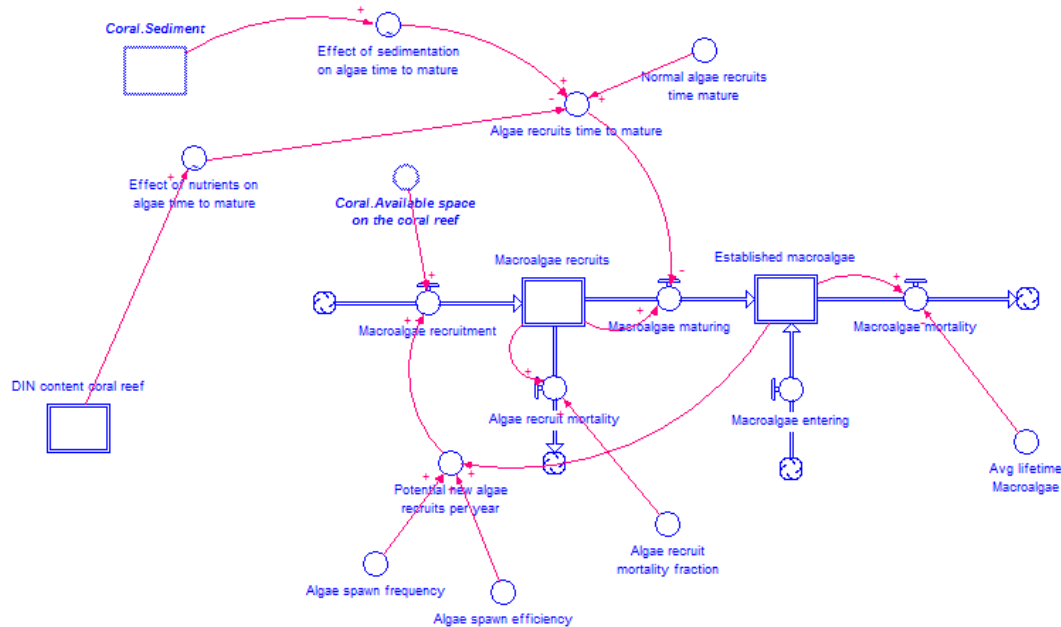 Coral.Sediment
Effect of sedimentation
on algae time to mature
Normal algae recruits
time mature
Algae recruits time to mature
Effect of nutrients on
algae time to mature
Coral.Available space
on the coral reef
Macroalgae recruits
Established macroalgae
Macroalgae recruitment
Macroalgae maturing
Macroalgae mortality
DIN content coral reef
Algae recruit mortality
Macroalgae entering
Avg lifetime
Macroalgae
Potential new algae
recruits per year
Algae recruit
mortality fraction
Algae spawn frequency
Algae spawn efficiency